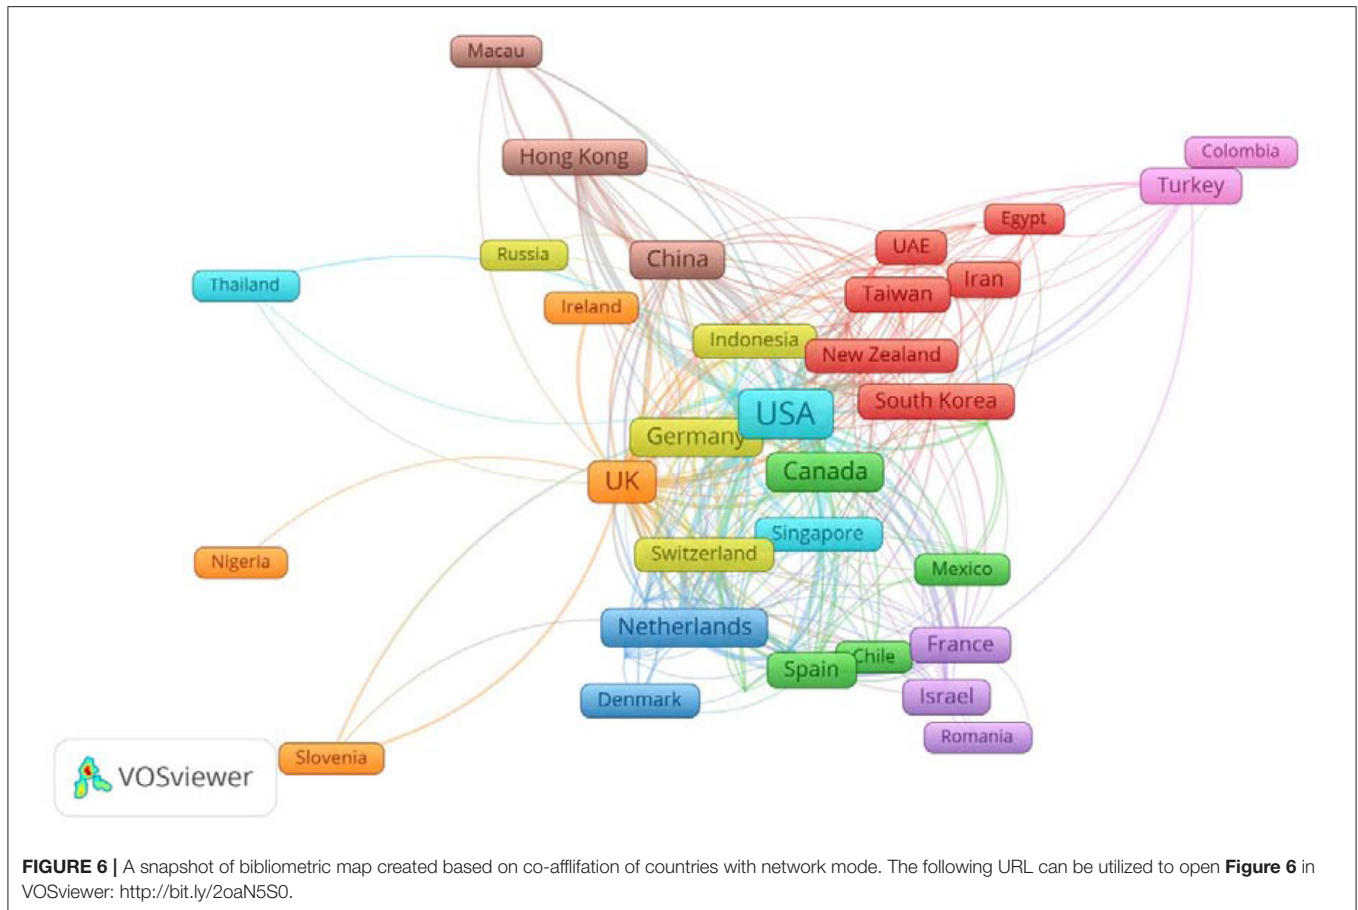 Macau
Hong Kong
Colombia
Turkey
Egypt
UAE
Russia
China
Thailand
Iran
Taiwan
Ireland
Indonesia
New Zealand
South Korea
USA
Germany
Canada
UK
Singapore
Switzerland
Nigeria
Mexico
Netherlands
France
Chile
Spain
Israel
Denmark
Romania
Slovenia
VOSviewer
FIGURE 6 | A snapshot of bibliometric map created based on co-afflifation of countries with network mode. The following URL can be utilized to open Figure 6 in
VOSviewer: http://bit.ly/2oaN5S0.